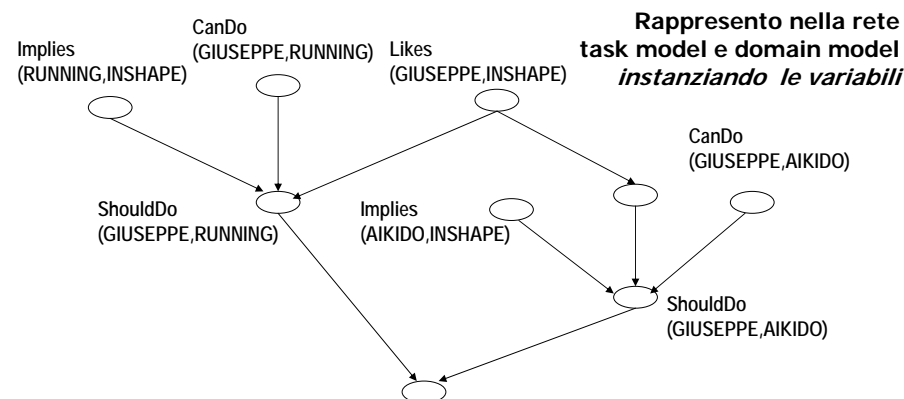 Rappresento nella rete
task model e domain model
instanziando le variabili
Implies
(RUNNING,INSHAPE)
CanDo
(GIUSEPPE,RUNNING)
Likes
(GIUSEPPE,INSHAPE)
CanDo
(GIUSEPPE,AIKIDO)
ShouldDo
(GIUSEPPE,RUNNING)
Implies
(AIKIDO,INSHAPE)
ShouldDo
(GIUSEPPE,AIKIDO)